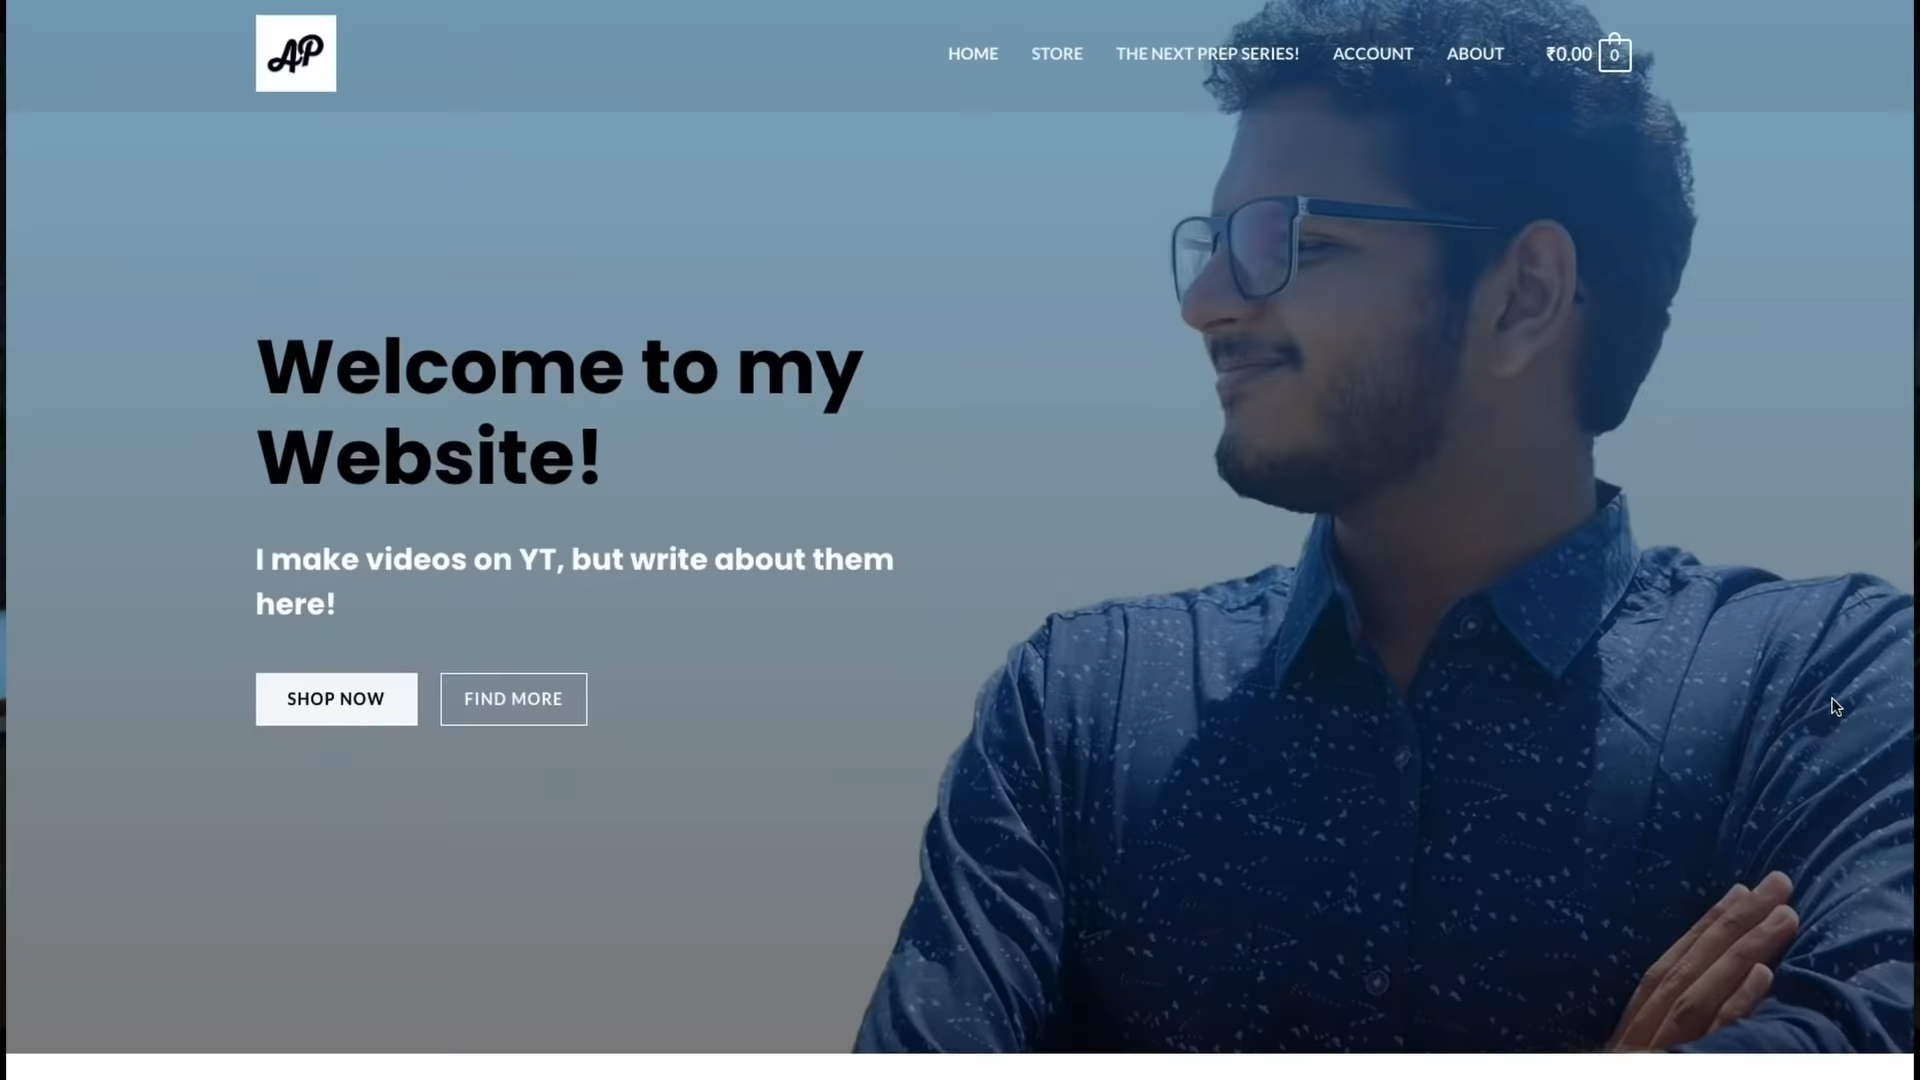 AP
HOME STORE THE NEXT PREP SERIES! ACCOUNT ABOUT ₹0.00 0
Welcome to my
Website!
I make videos on YT, but write about them
here!
SHOP NOW FIND MORE